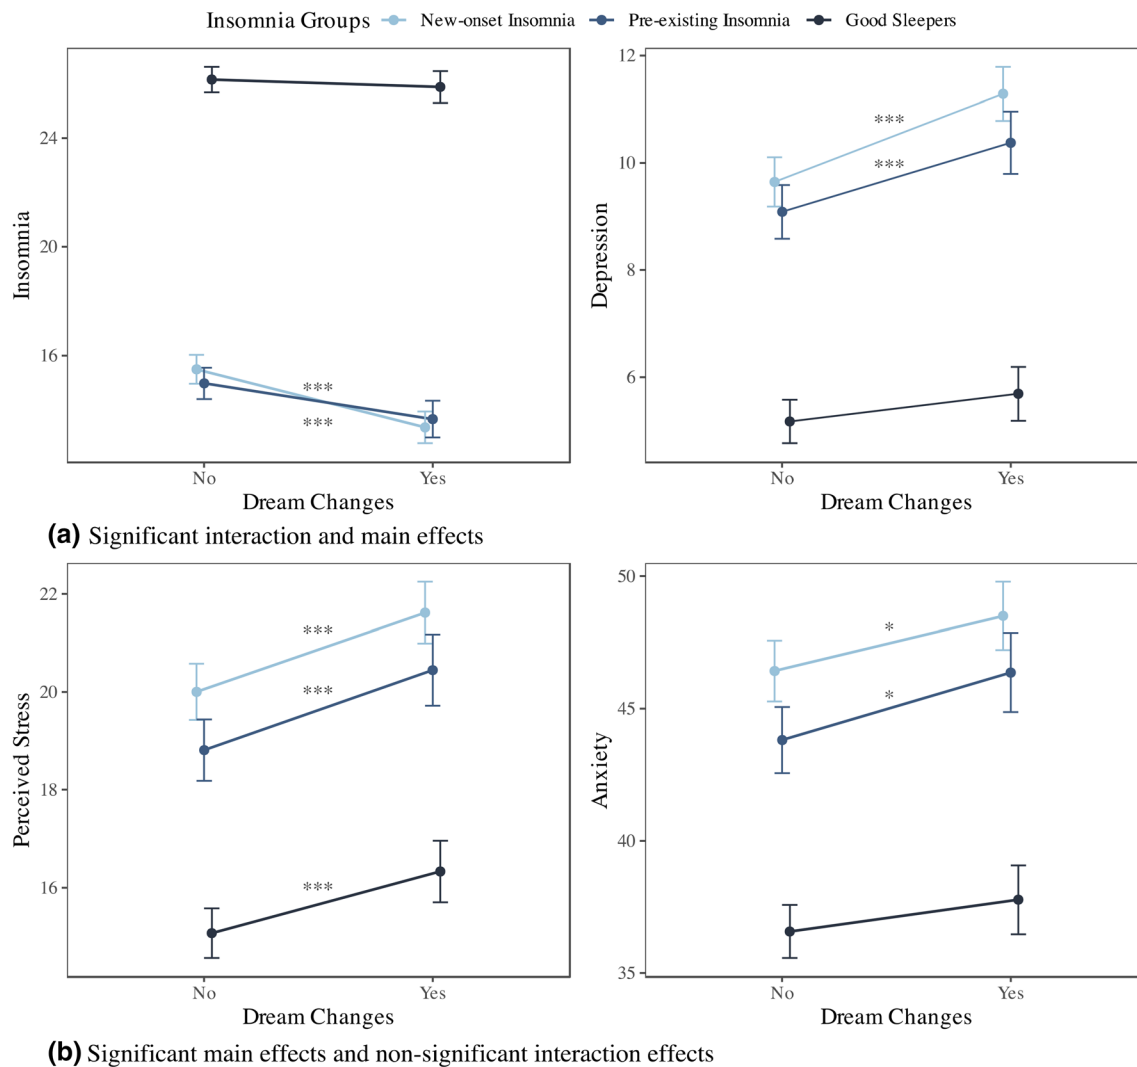 Insomnia Groups New-onset Insomnia Pre-existing Insomnia Good Sleepers
Insomnia
24
20
16
***
***
No Yes
Dream Changes
Depression
12
10
8
6
***
***
No Yes
Dream Changes
(a) Significant interaction and main effects
Perceived Stress
22
20
18
16
***
***
***
No Yes
Dream Changes
Anxiety
50
45
40
35
*
*
No Yes
Dream Changes
(b) Significant main effects and non-significant interaction effects